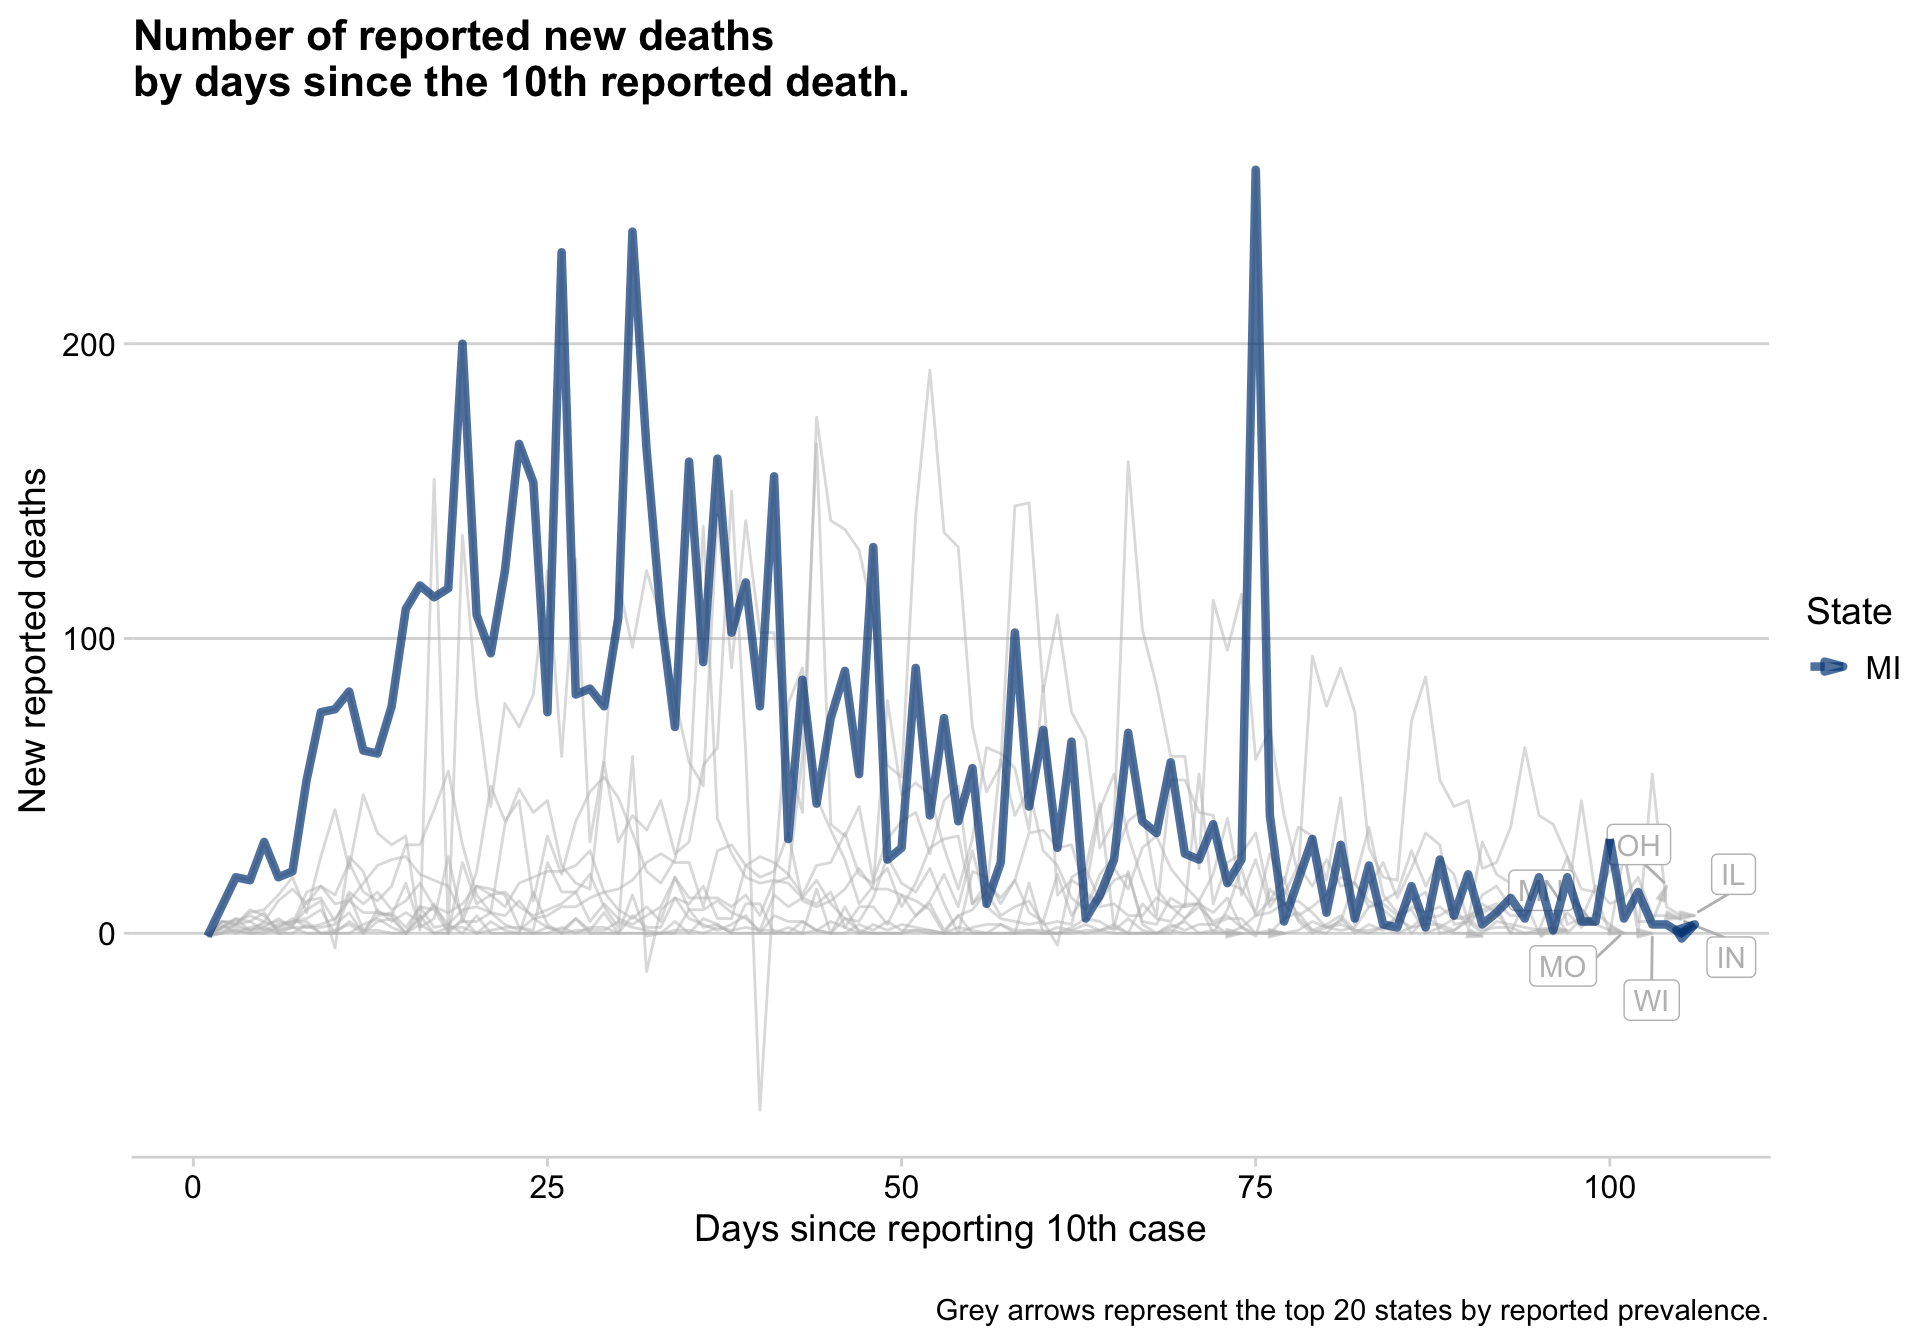 Number of reported new deaths
by days since the 10th reported death.
New reported deaths
200
100
0
OH
IL
MO
IN
WI
State
MI
0 25 50 75 100
Days since reporting 10th case
Grey arrows represent the top 20 states by reported prevalence.